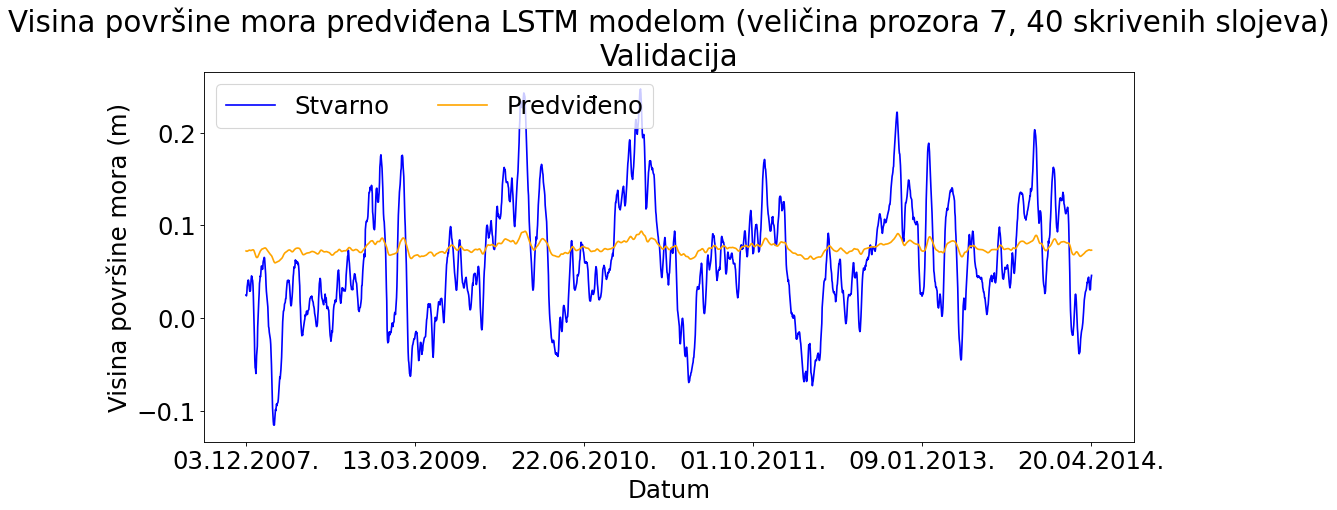 Visina površine mora predviđena LSTM modelom (veličina prozora 7, 40 skrivenih slojeva)
Validacija
Stvarno Predviđeno
Visina površine mora (m)
0.2
0.1
0.0
−0.1
03.12.2007. 13.03.2009. 22.06.2010. 01.10.2011. 09.01.2013. 20.04.2014.
Datum